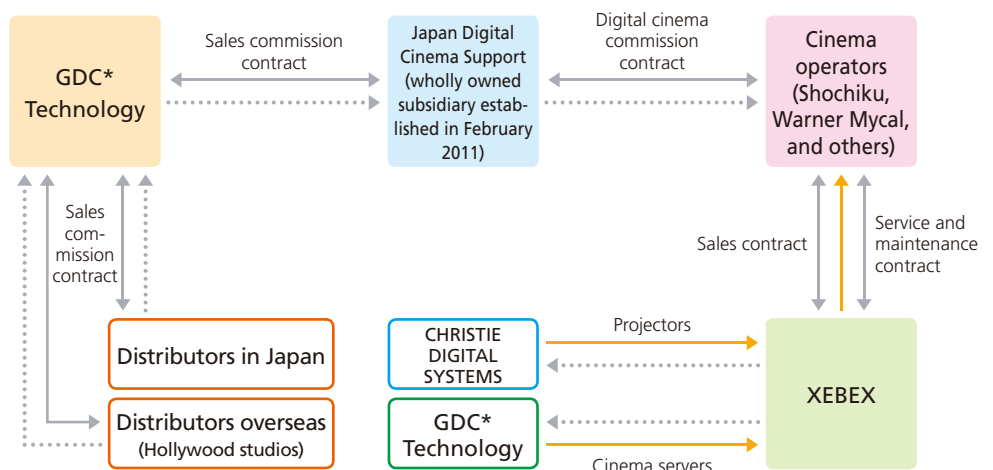 GDC*
Technology
Sales commission
contract
Japan Digital
Cinema Support
(wholly owned
subsidiary estab-
lished in February
2011)
Digital cinema
commission
contract
Cinema
operators
(Shochiku,
Warner Mycal,
and others)
Sales
com-
mission
contract
Sales contract
Service and
maintenance
contract
Distributors in Japan
Distributors overseas
(Hollywood studios)
CHRISTIE
DIGITAL
SYSTEMS
GDC*
Technology
Projectors
Cinema servers
XEBEX